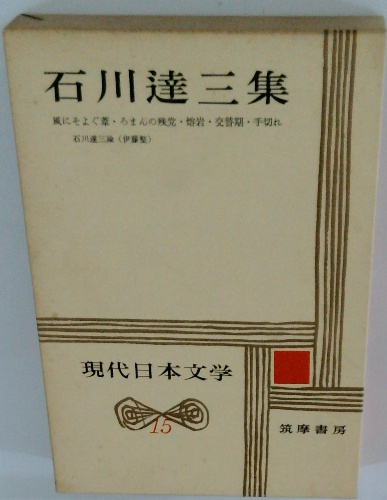 石川達三集
風にそよぐ葦・ろまんの残党・熔岩・交替期・手切れ
石川達三論（伊藤整）
現代日本文学
15
筑摩書房